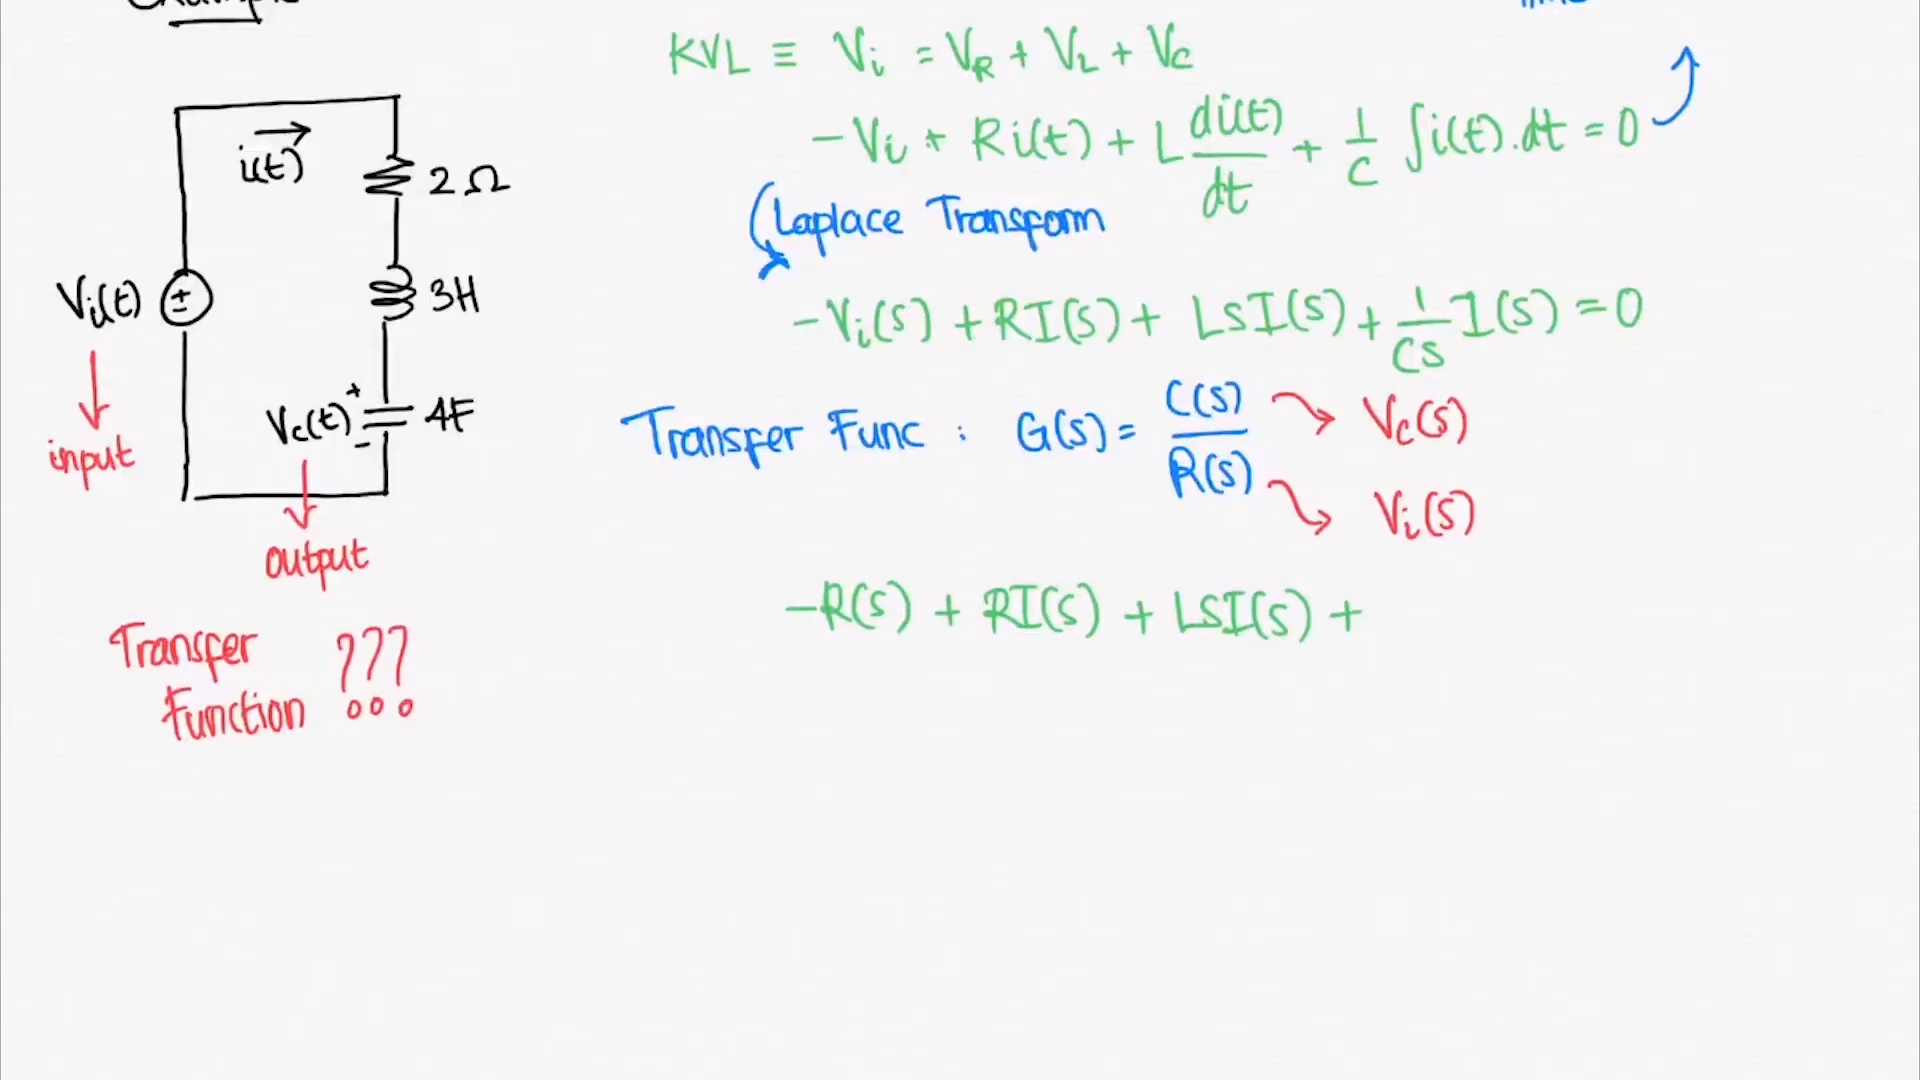 KVL ≡ Vi = VR + VL + VC
-Vi + Ri(t) + L di(t)/dt + 1/C ∫i(t).dt = 0
i(t)
2Ω
Laplace Transform
Vi(t)
±
3H
-Vi(s) + RI(s) + LSI(s) + 1/CS I(s) = 0
input
Vc(t)
+
-
4F
Transfer Func : G(s) = C(s)/R(s)
Vc(s)
Vi(s)
output
-R(s) + RI(s) + LSI(s) +
Transfer
Function ???